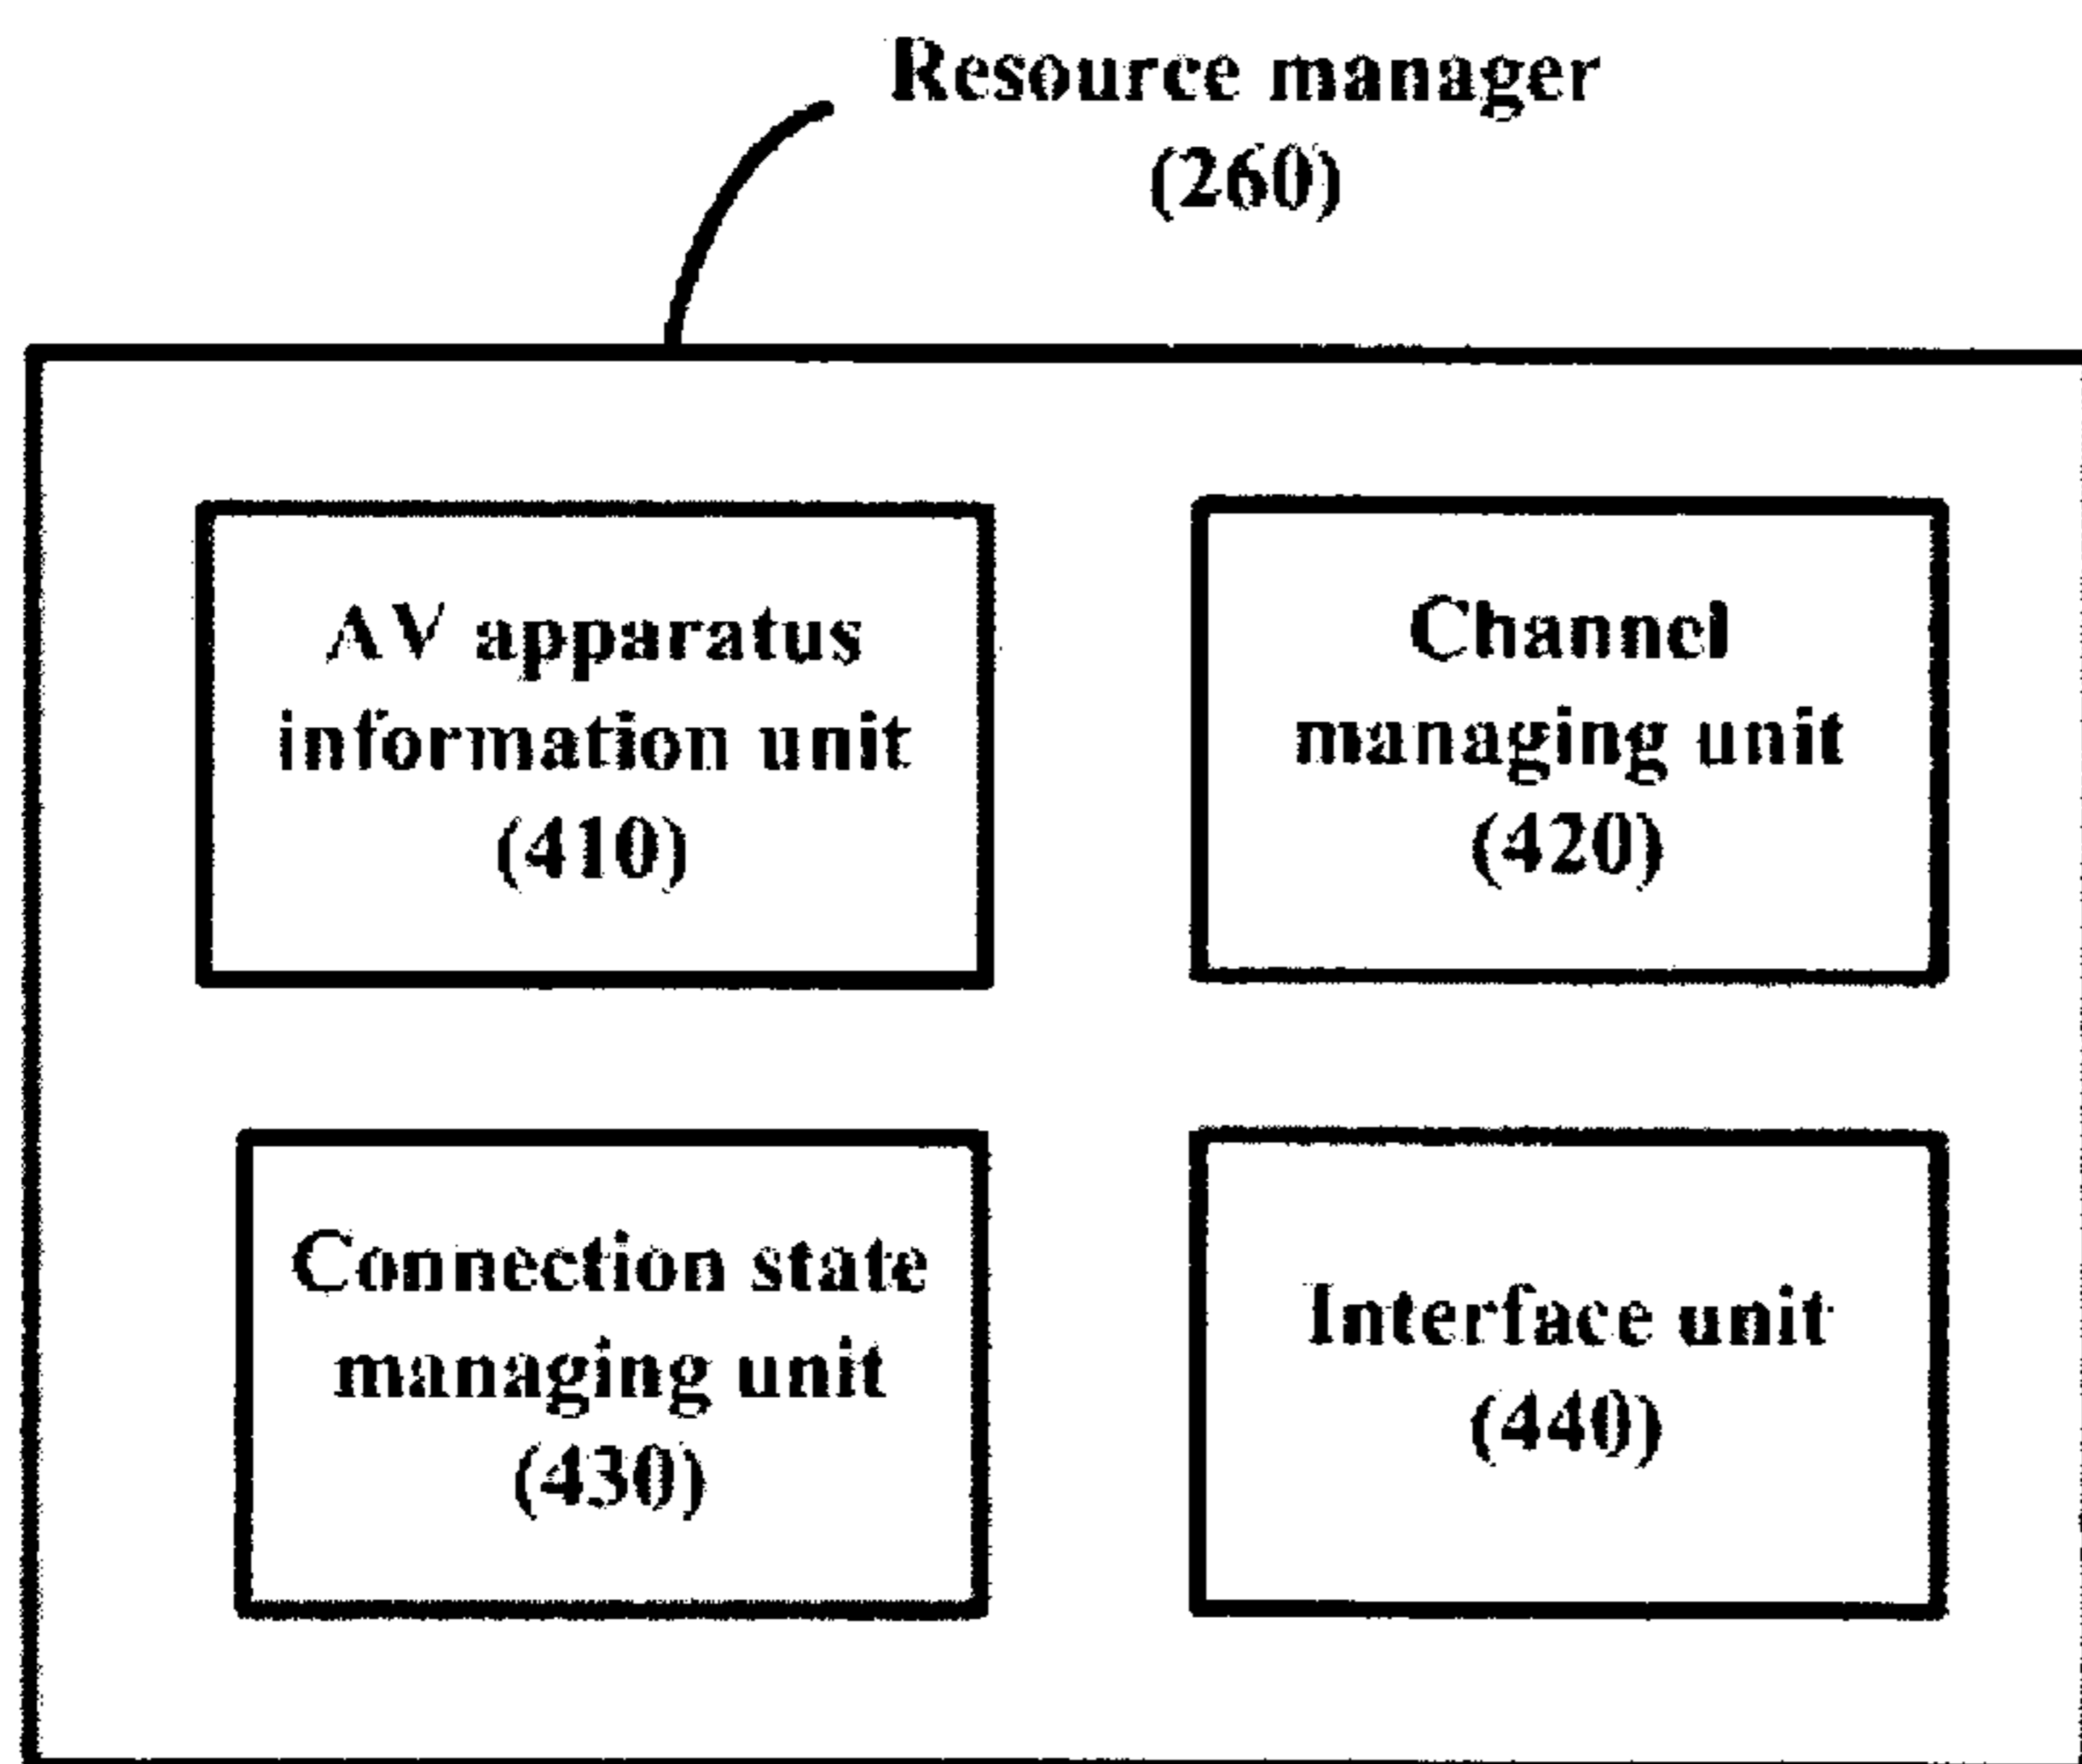 Resource manager
(260)
AV apparatus
information unit
(410)
Channel
managing unit
(420)
Connection state
managing unit
(430)
Interface unit
(440)